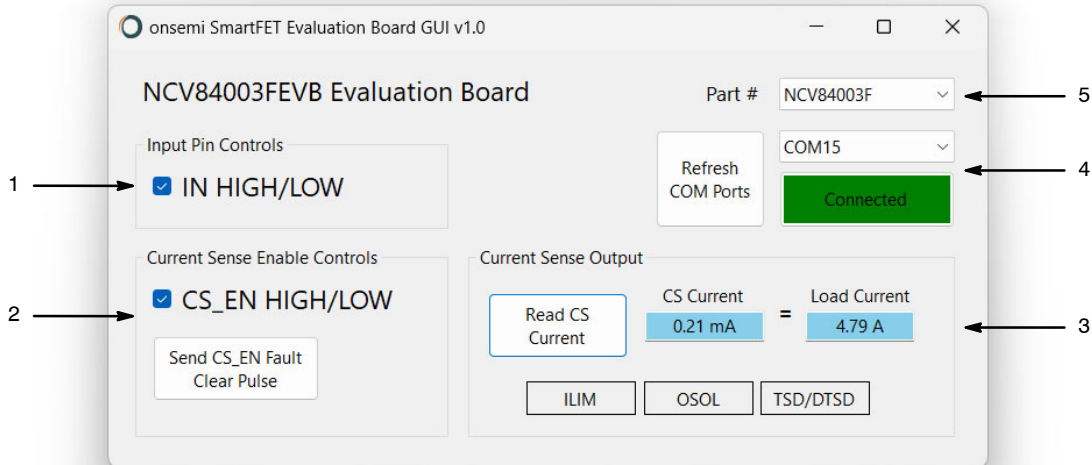 onsemi SmartFET Evaluation Board GUI v1.0
NCV84003FEVB Evaluation Board
Part #
NCV84003F
5
Input Pin Controls
1
IN HIGH/LOW
Refresh
COM Ports
COM15
4
Connected
Current Sense Enable Controls
2
CS_EN HIGH/LOW
Send CS_EN Fault
Clear Pulse
Current Sense Output
Read CS
Current
CS Current
0.21 mA
=
Load Current
4.79 A
3
ILIM
OSOL
TSD/DTSD